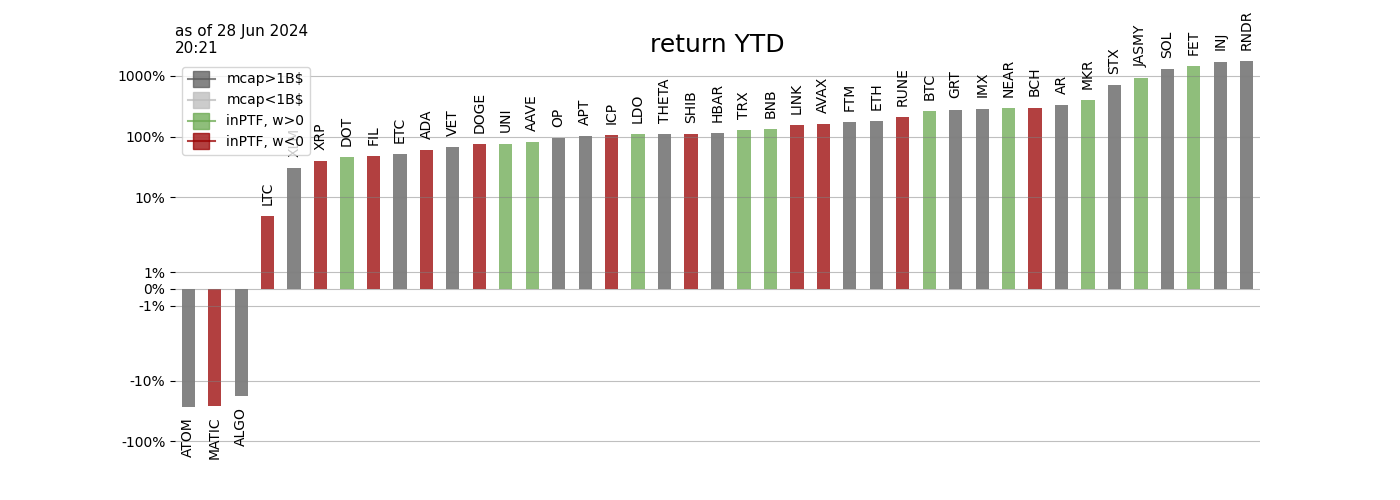 as of 28 Jun 2024
20:21
return YTD
mcap>1B$
mcap<1B$
inPTF, w>0
inPTF, w<0
1000%
100%
10%
1%
0%
-1%
-10%
-100%
ATOM
MATIC
ALGO
LTC
XRP
DOT
FIL
ETC
ADA
VET
DOGE
UNI
AAVE
OP
APT
ICP
LDO
THETA
SHIB
HBAR
TRX
BNB
LINK
AVAX
FTM
ETH
RUNE
BTC
GRT
IMX
NEAR
BCH
AR
MKR
STX
JASMY
SOL
FET
INJ
RNDR